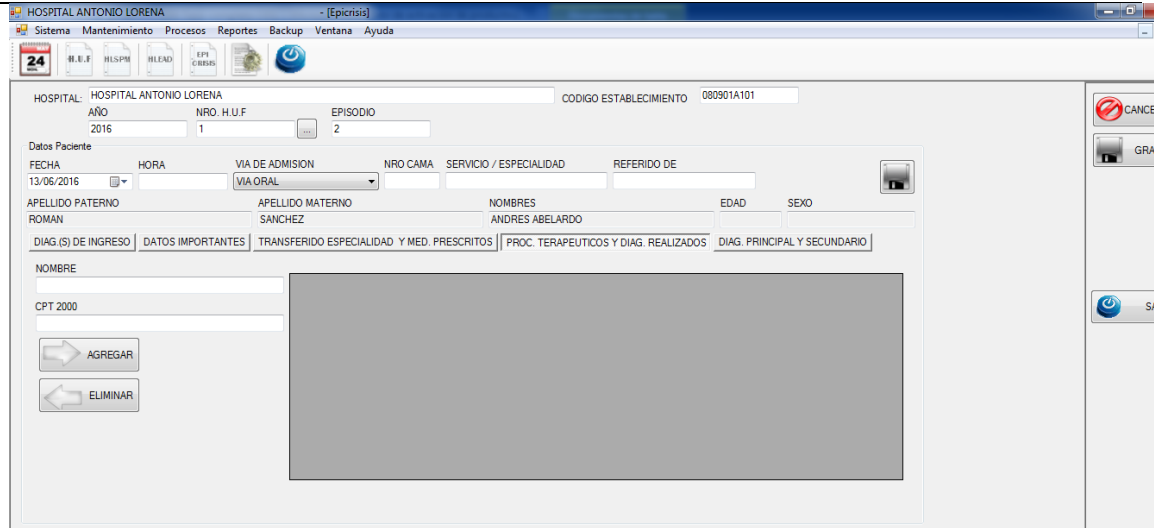 HOSPITAL ANTONIO LORENA - [Epicrisis]
Sistema Mantenimiento Procesos Reportes Backup Ventana Ayuda
24 H.U.F HLSPM HLEAD EPI CRISIS
HOSPITAL: HOSPITAL ANTONIO LORENA CODIGO ESTABLECIMIENTO 080901A101
AÑO NRO. H.U.F EPISODIO
2016 1 ... 2
Datos Paciente
FECHA HORA VIA DE ADMISION NRO CAMA SERVICIO / ESPECIALIDAD REFERIDO DE
13/06/2016 VIA ORAL
APELLIDO PATERNO APELLIDO MATERNO NOMBRES EDAD SEXO
ROMAN SANCHEZ ANDRES ABELARDO
DIAG.(S) DE INGRESO DATOS IMPORTANTES TRANSFERIDO ESPECIALIDAD Y MED. PRESCRITOS PROC. TERAPEUTICOS Y DIAG. REALIZADOS DIAG. PRINCIPAL Y SECUNDARIO
NOMBRE
CPT 2000
AGREGAR
ELIMINAR
CANCE
GRA
SA